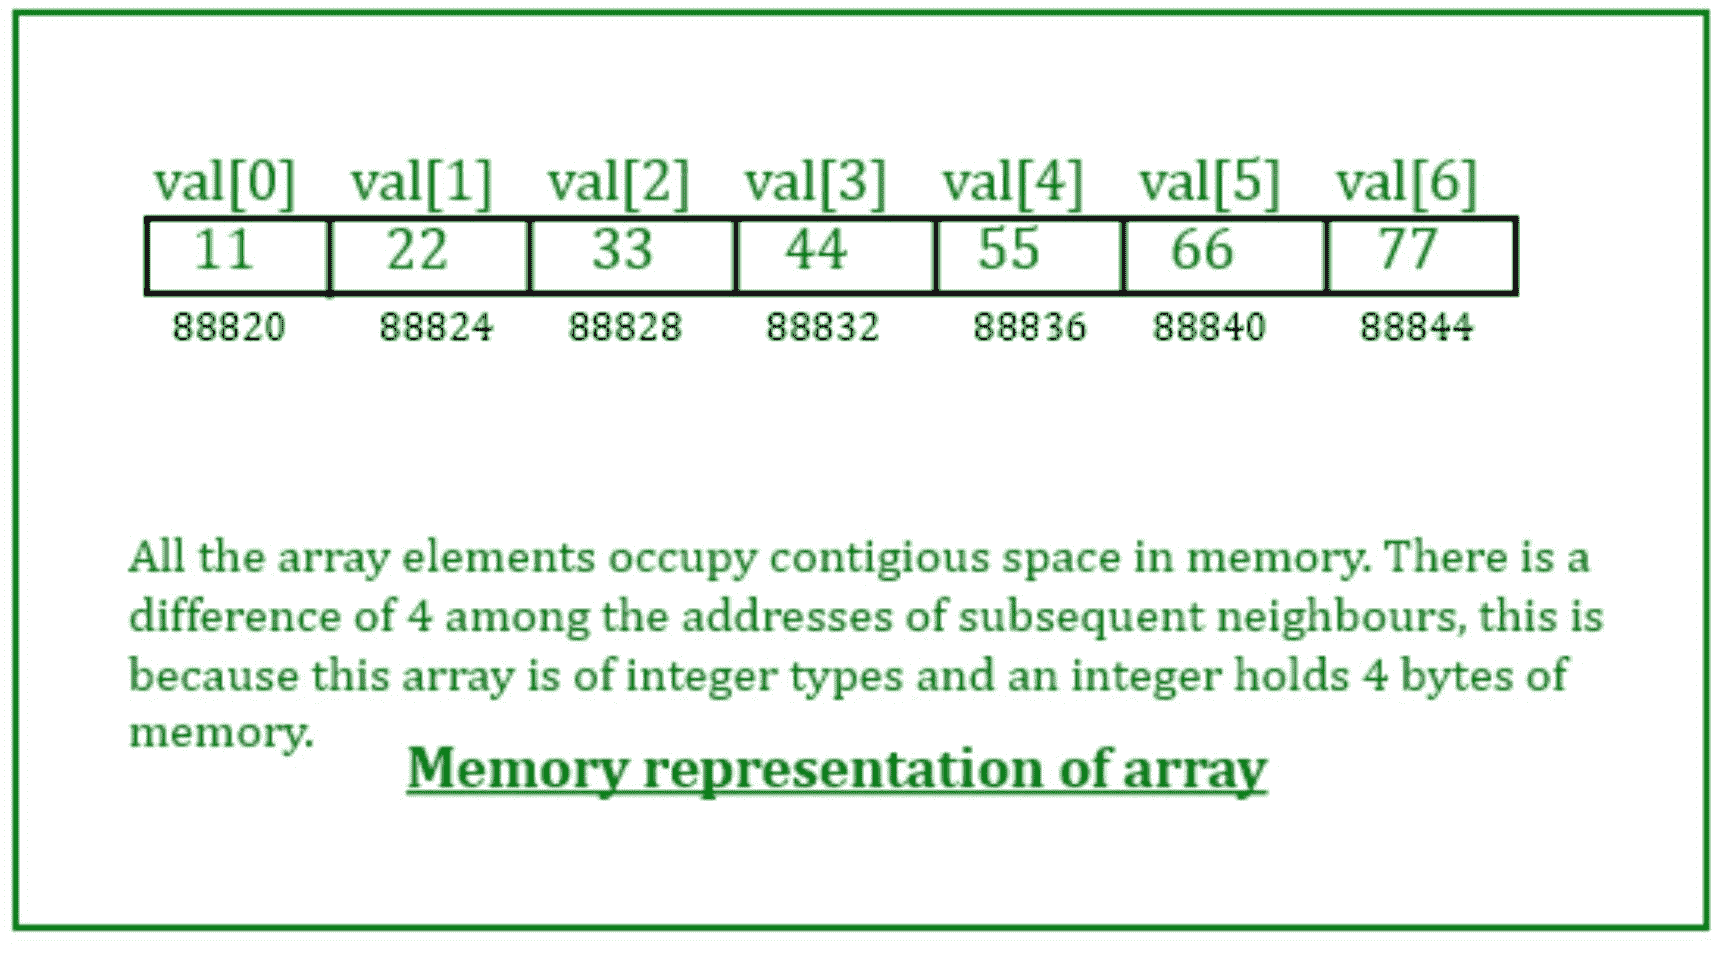 val[0] val[1] val[2] val[3] val[4] val[5] val[6]
11 22 33 44 55 66 77
88820 88824 88828 88832 88836 88840 88844
All the array elements occupy contigious space in memory. There is a
difference of 4 among the addresses of subsequent neighbours, this is
because this array is of integer types and an integer holds 4 bytes of
memory.
Memory representation of array